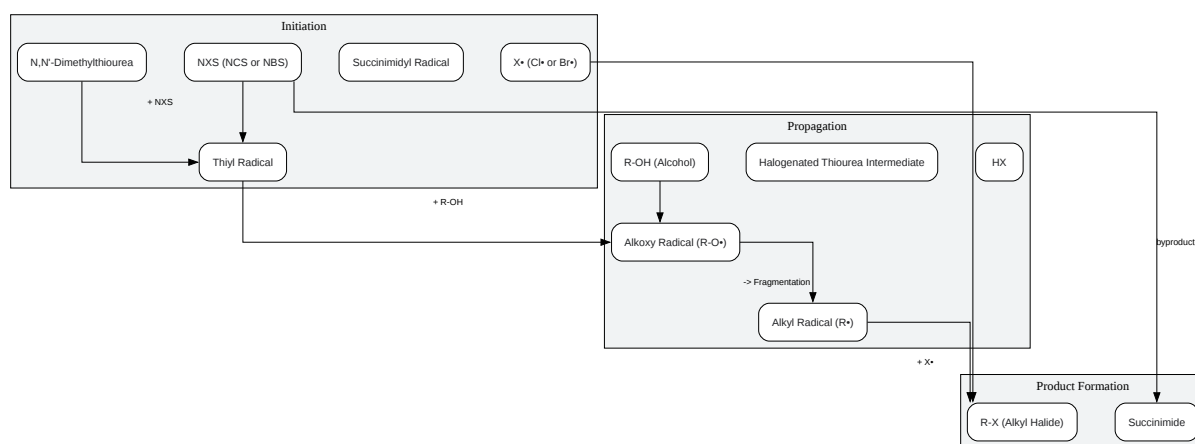 Initiation
N,N'-Dimethylthiourea
NXS (NCS or NBS)
Succinimidyl Radical
X• (Cl• or Br•)
+ NXS
Thiyl Radical
+ R-OH
Propagation
R-OH (Alcohol)
Halogenated Thiourea Intermediate
HX
Alkoxy Radical (R-O•)
byproduct
-> Fragmentation
Alkyl Radical (R•)
+ X•
Product Formation
R-X (Alkyl Halide)
Succinimide